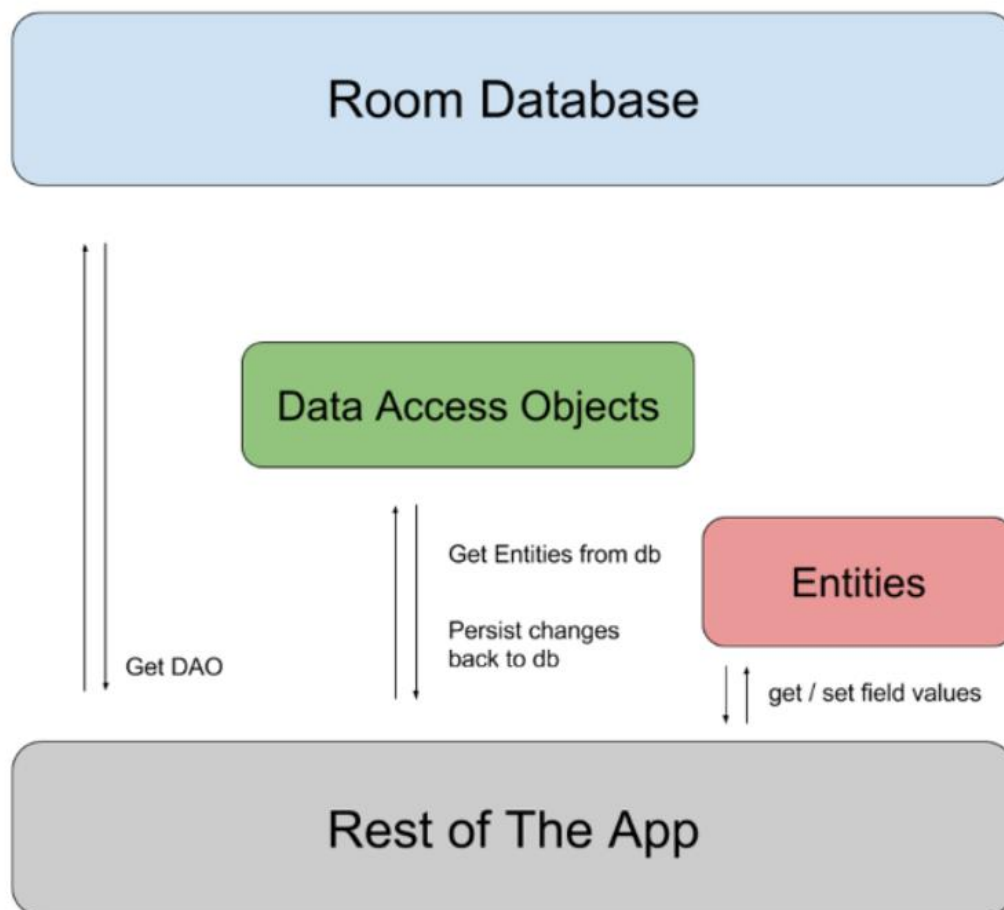 Room Database
Data Access Objects
Get Entities from db
Entities
Persist changes
back to db
Get DAO
get / set field values
Rest of The App